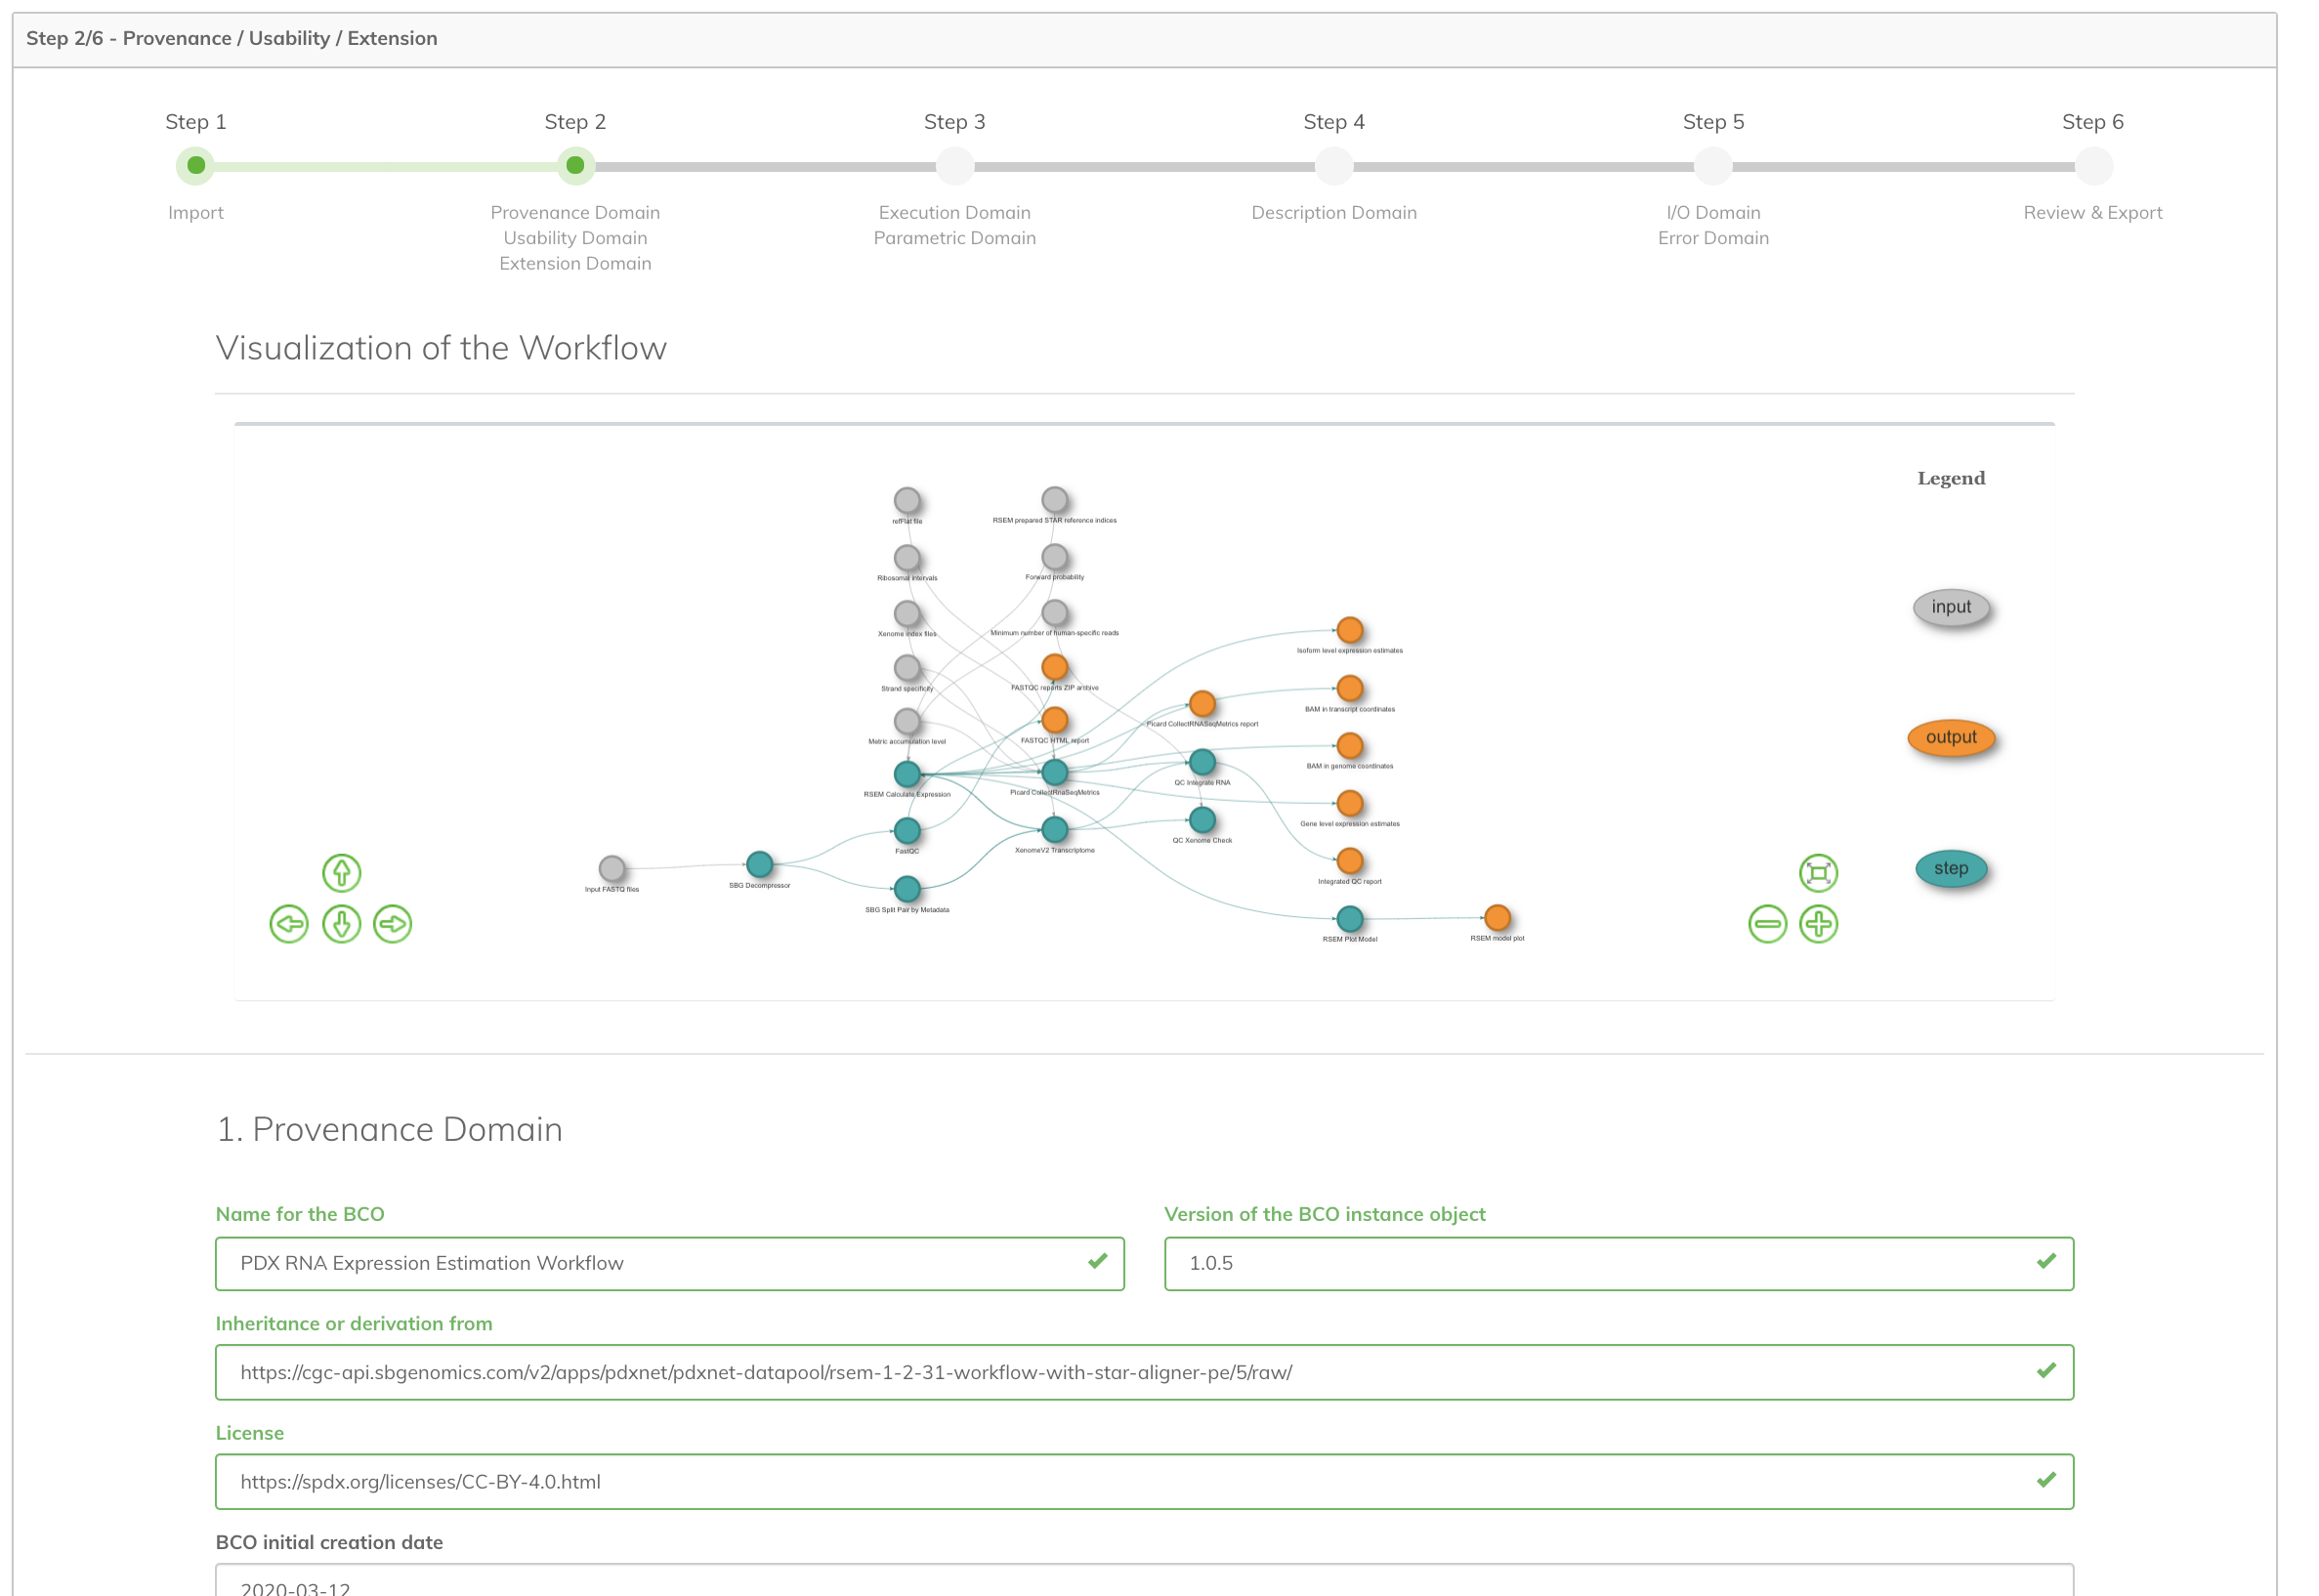 Step 2/6 - Provenance / Usability / Extension
Step 1
Step 2
Step 3
Step 4
Step 5
Step 6
Import
Provenance Domain
Usability Domain
Extension Domain
Execution Domain
Parametric Domain
Description Domain
I/O Domain
Error Domain
Review & Export
Visualization of the Workflow
Legend
input
output
step
refFlat file
RSEM prepared STAR reference indices
Ribosomal intervals
Forward probability
Xenome index files
Minimum number of human-specific reads
Isoform level expression estimates
Strand specificity
FASTQC reports ZIP archive
BAM in transcript coordinates
Picard CollectRNASeqMetrics report
Metric accumulation level
FASTQC HTML report
BAM in genome coordinates
RSEM Calculate Expression
Picard CollectRnaSeqMetrics
QC Integrate RNA
Gene level expression estimates
FastQC
XenomeV2 Transcriptome
QC Xenome Check
Input FASTQ files
SBG Decompressor
Integrated QC report
SBG Split Pair by Metadata
RSEM Plot Model
RSEM model plot
1. Provenance Domain
Name for the BCO
PDX RNA Expression Estimation Workflow
Version of the BCO instance object
1.0.5
Inheritance or derivation from
https://cgc-api.sbgenomics.com/v2/apps/pdxnet/pdxnet-datapool/rsem-1-2-31-workflow-with-star-aligner-pe/5/raw/
License
https://spdx.org/licenses/CC-BY-4.0.html
BCO initial creation date
2020-03-12